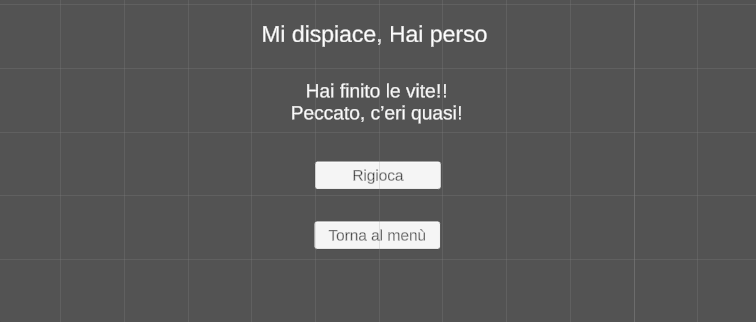 Mi dispiace, Hai perso
Hai finito le vite!!
Peccato, c’eri quasi!
Rigioca
Torna al menù